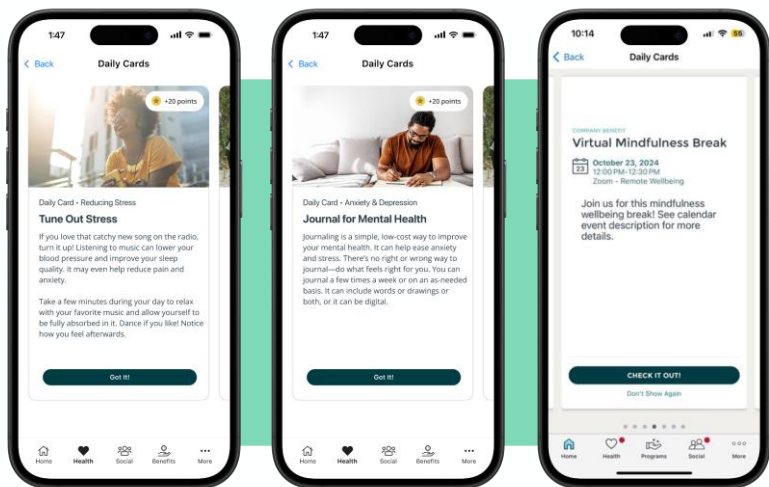 1:47
Back
Daily Cards
+20 points
Daily Card • Reducing Stress
Tune Out Stress
If you love that catchy new song on the radio,
turn it up! Listening to music can lower your
blood pressure and improve your sleep
quality. It may even help reduce pain and
anxiety.
Take a few minutes during your day to relax
with your favorite music and allow yourself to
be fully absorbed in it. Dance if you like! Notice
how you feel afterwards.
Got It!
Home Health Social Benefits More
1:47
Back
Daily Cards
+20 points
Daily Card • Anxiety & Depression
Journal for Mental Health
Journaling is a simple, low-cost way to improve
your mental health. It can help ease anxiety
and stress. There's no right or wrong way to
journal—do what feels right for you. You can
journal a few times a week or on an as-needed
basis. It can include words or drawings or
both, or it can be digital.
Got It!
Home Health Social Benefits More
10:14
55
Back
Daily Cards
COMPANY BENEFIT
Virtual Mindfulness Break
23
October 23, 2024
12:00 PM-12:30 PM
Zoom - Remote Wellbeing
Join us for this mindfulness
wellbeing break! See calendar
event description for more
details.
CHECK IT OUT!
Don't Show Again
Home Health Programs Social More